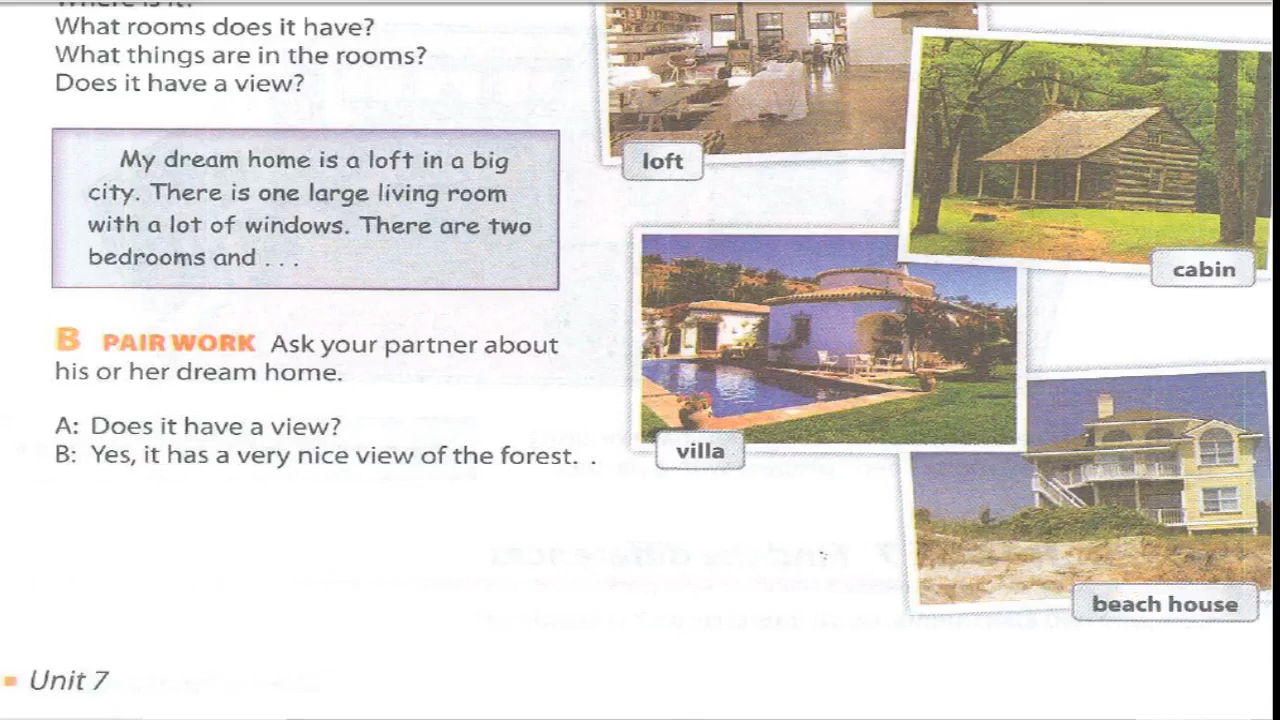 What rooms does it have?
What things are in the rooms?
Does it have a view?
My dream home is a loft in a big
city. There is one large living room
with a lot of windows. There are two
bedrooms and . . .
B PAIR WORK Ask your partner about
his or her dream home.
A: Does it have a view?
B: Yes, it has a very nice view of the forest. .
loft
cabin
villa
beach house
Unit 7